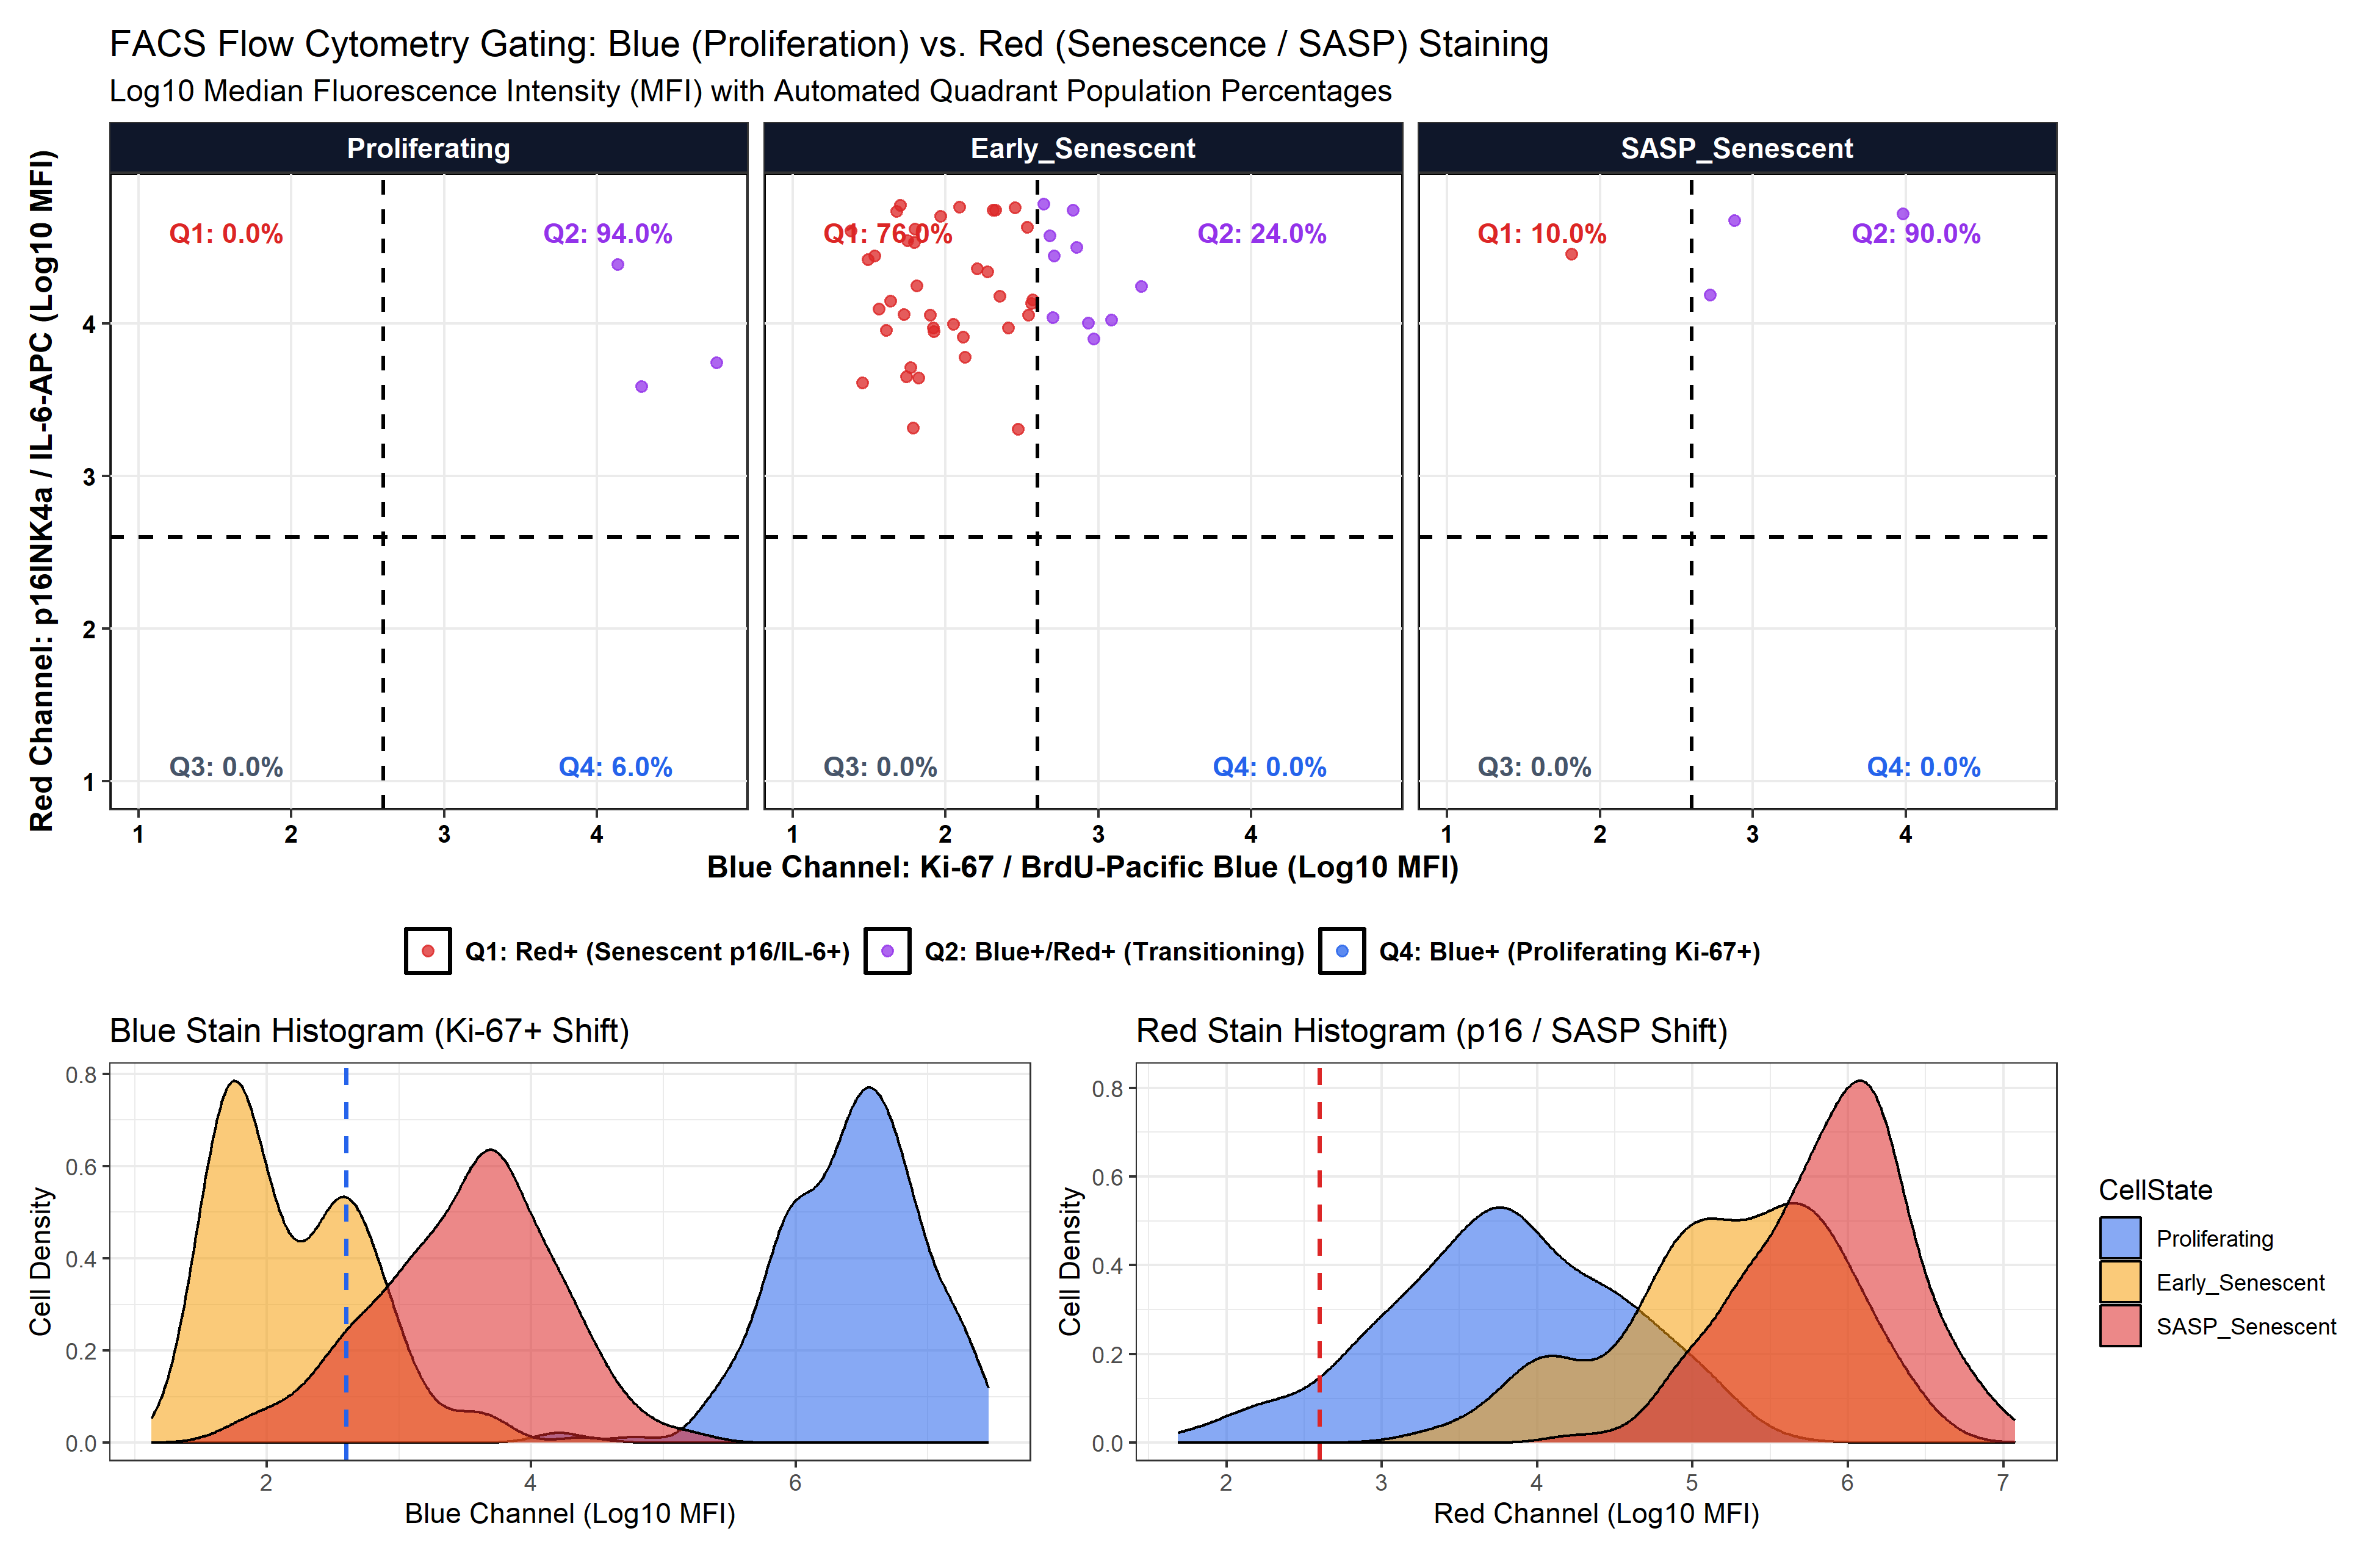 FACS Flow Cytometry Gating: Blue (Proliferation) vs. Red (Senescence / SASP) Staining
Log10 Median Fluorescence Intensity (MFI) with Automated Quadrant Population Percentages
Proliferating
Early_Senescent
SASP_Senescent
Red Channel: p16INK4a / IL-6-APC (Log10 MFI)
Q1: 0.0%
Q2: 94.0%
Q1: 76.0%
Q2: 24.0%
Q1: 10.0%
Q2: 90.0%
4
3
2
1
Q3: 0.0%
Q4: 6.0%
Q3: 0.0%
Q4: 0.0%
Q3: 0.0%
Q4: 0.0%
1 2 3 4
1 2 3 4
1 2 3 4
Blue Channel: Ki-67 / BrdU-Pacific Blue (Log10 MFI)
Q1: Red+ (Senescent p16/IL-6+)
Q2: Blue+/Red+ (Transitioning)
Q4: Blue+ (Proliferating Ki-67+)
Blue Stain Histogram (Ki-67+ Shift)
Cell Density
0.8
0.6
0.4
0.2
0.0
2 4 6
Blue Channel (Log10 MFI)
Red Stain Histogram (p16 / SASP Shift)
Cell Density
0.8
0.6
0.4
0.2
0.0
2 3 4 5 6 7
Red Channel (Log10 MFI)
CellState
Proliferating
Early_Senescent
SASP_Senescent